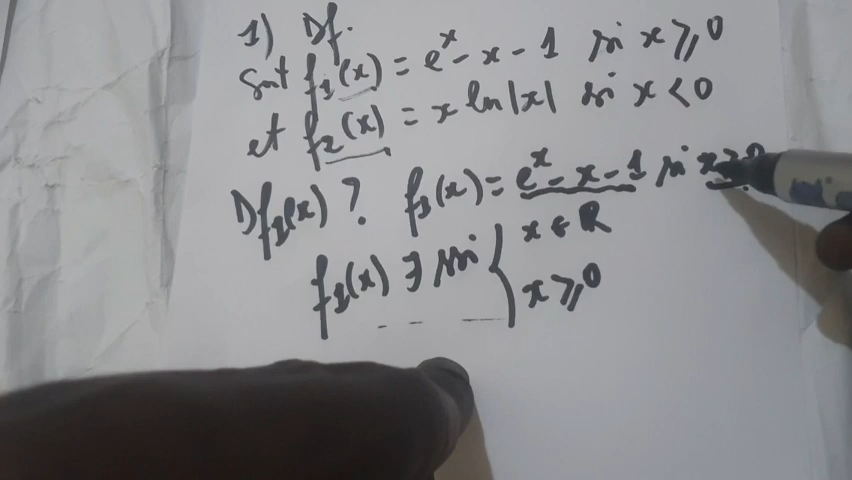 1) Df.
Soit f1(x) = e^x - x - 1 si x ⩾ 0
et f2(x) = x ln|x| si x < 0
Df1(x) ? f1(x) = e^x - x - 1 si x ⩾ 0
f1(x) ∃ ssi { x ∈ R
x ⩾ 0